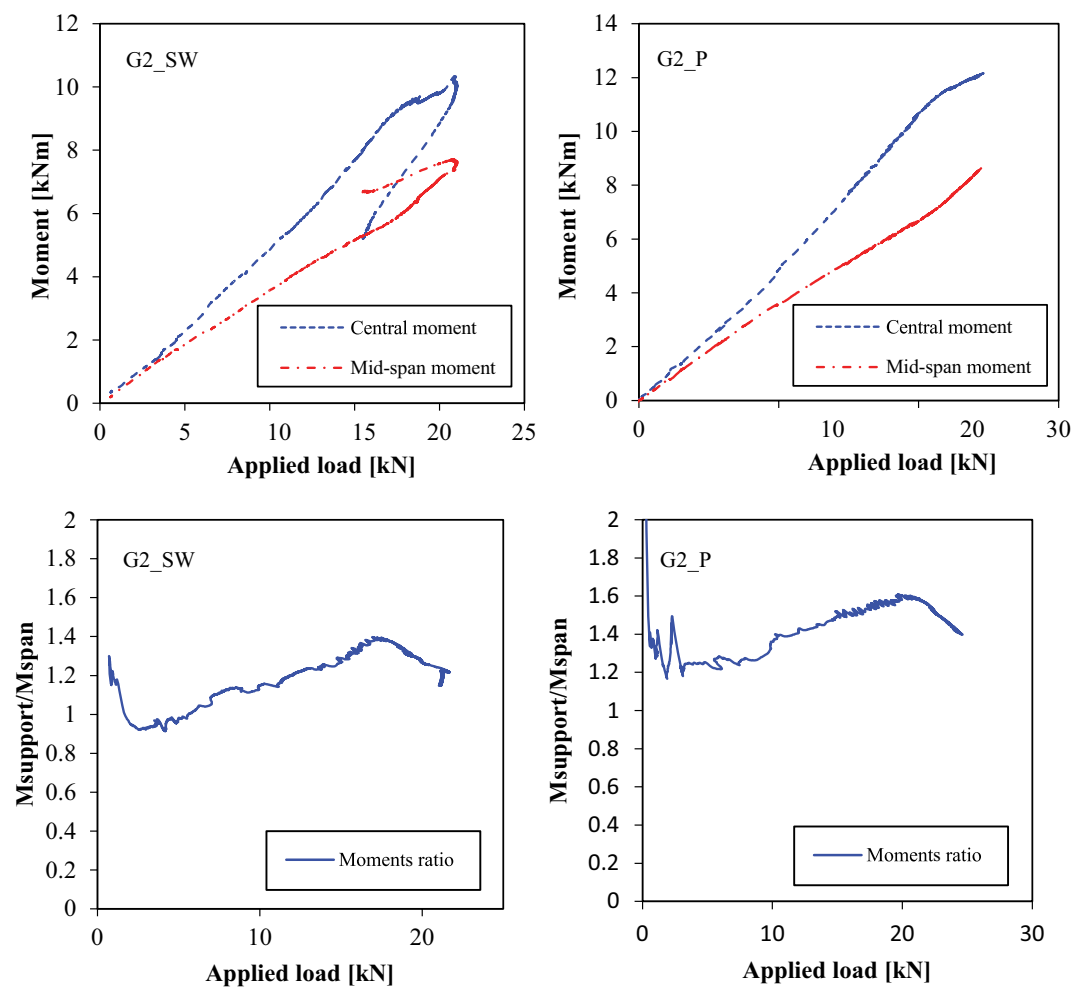 G2_SW
12
10
8
6
4
2
0
Moment [kNm]
Central moment
Mid-span moment
0 5 10 15 20 25
Applied load [kN]
G2_P
14
12
10
8
6
4
2
0
Moment [kNm]
Central moment
Mid-span moment
0 10 20 30
Applied load [kN]
G2_SW
2
1.8
1.6
1.4
1.2
1
0.8
0.6
0.4
0.2
0
Msupport/Mspan
Moments ratio
0 10 20
Applied load [kN]
G2_P
2
1.8
1.6
1.4
1.2
1
0.8
0.6
0.4
0.2
0
Msupport/Mspan
Moments ratio
0 10 20 30
Applied load [kN]